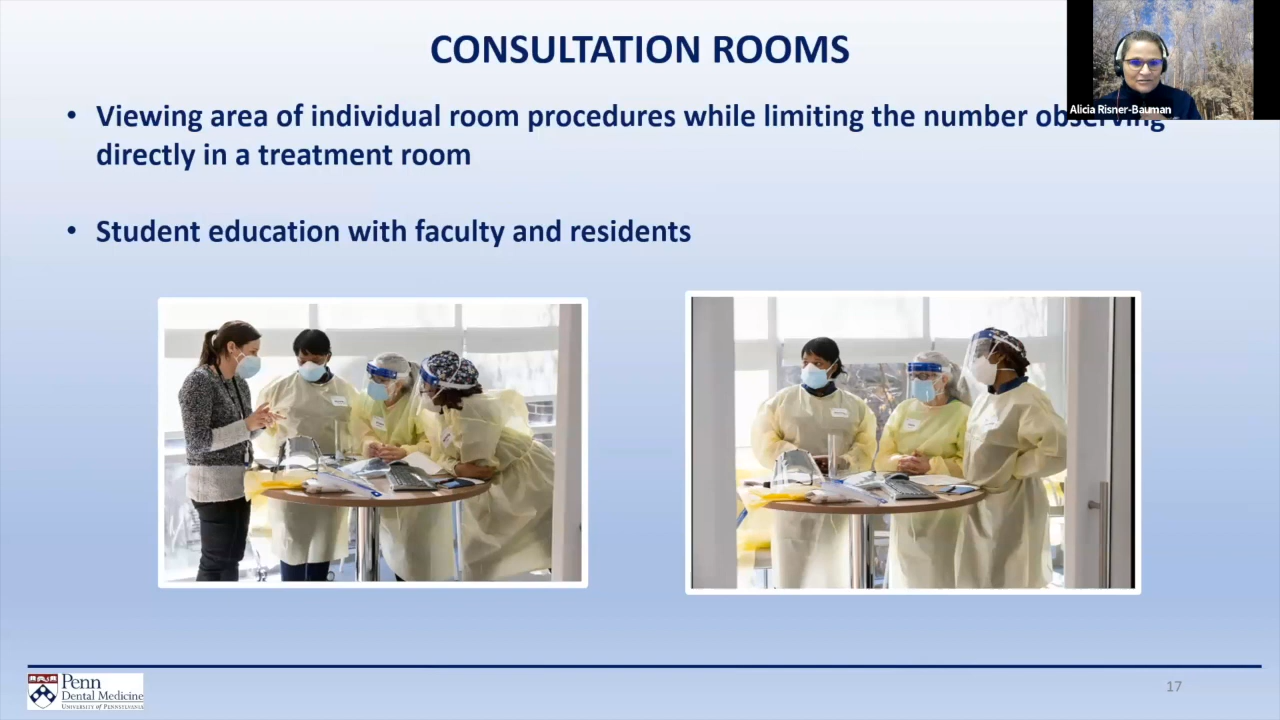 CONSULTATION ROOMS
Alicia Risner-Bauman
• Viewing area of individual room procedures while limiting the number observing
directly in a treatment room
• Student education with faculty and residents
Penn
Dental Medicine
UNIVERSITY of PENNSYLVANIA
17